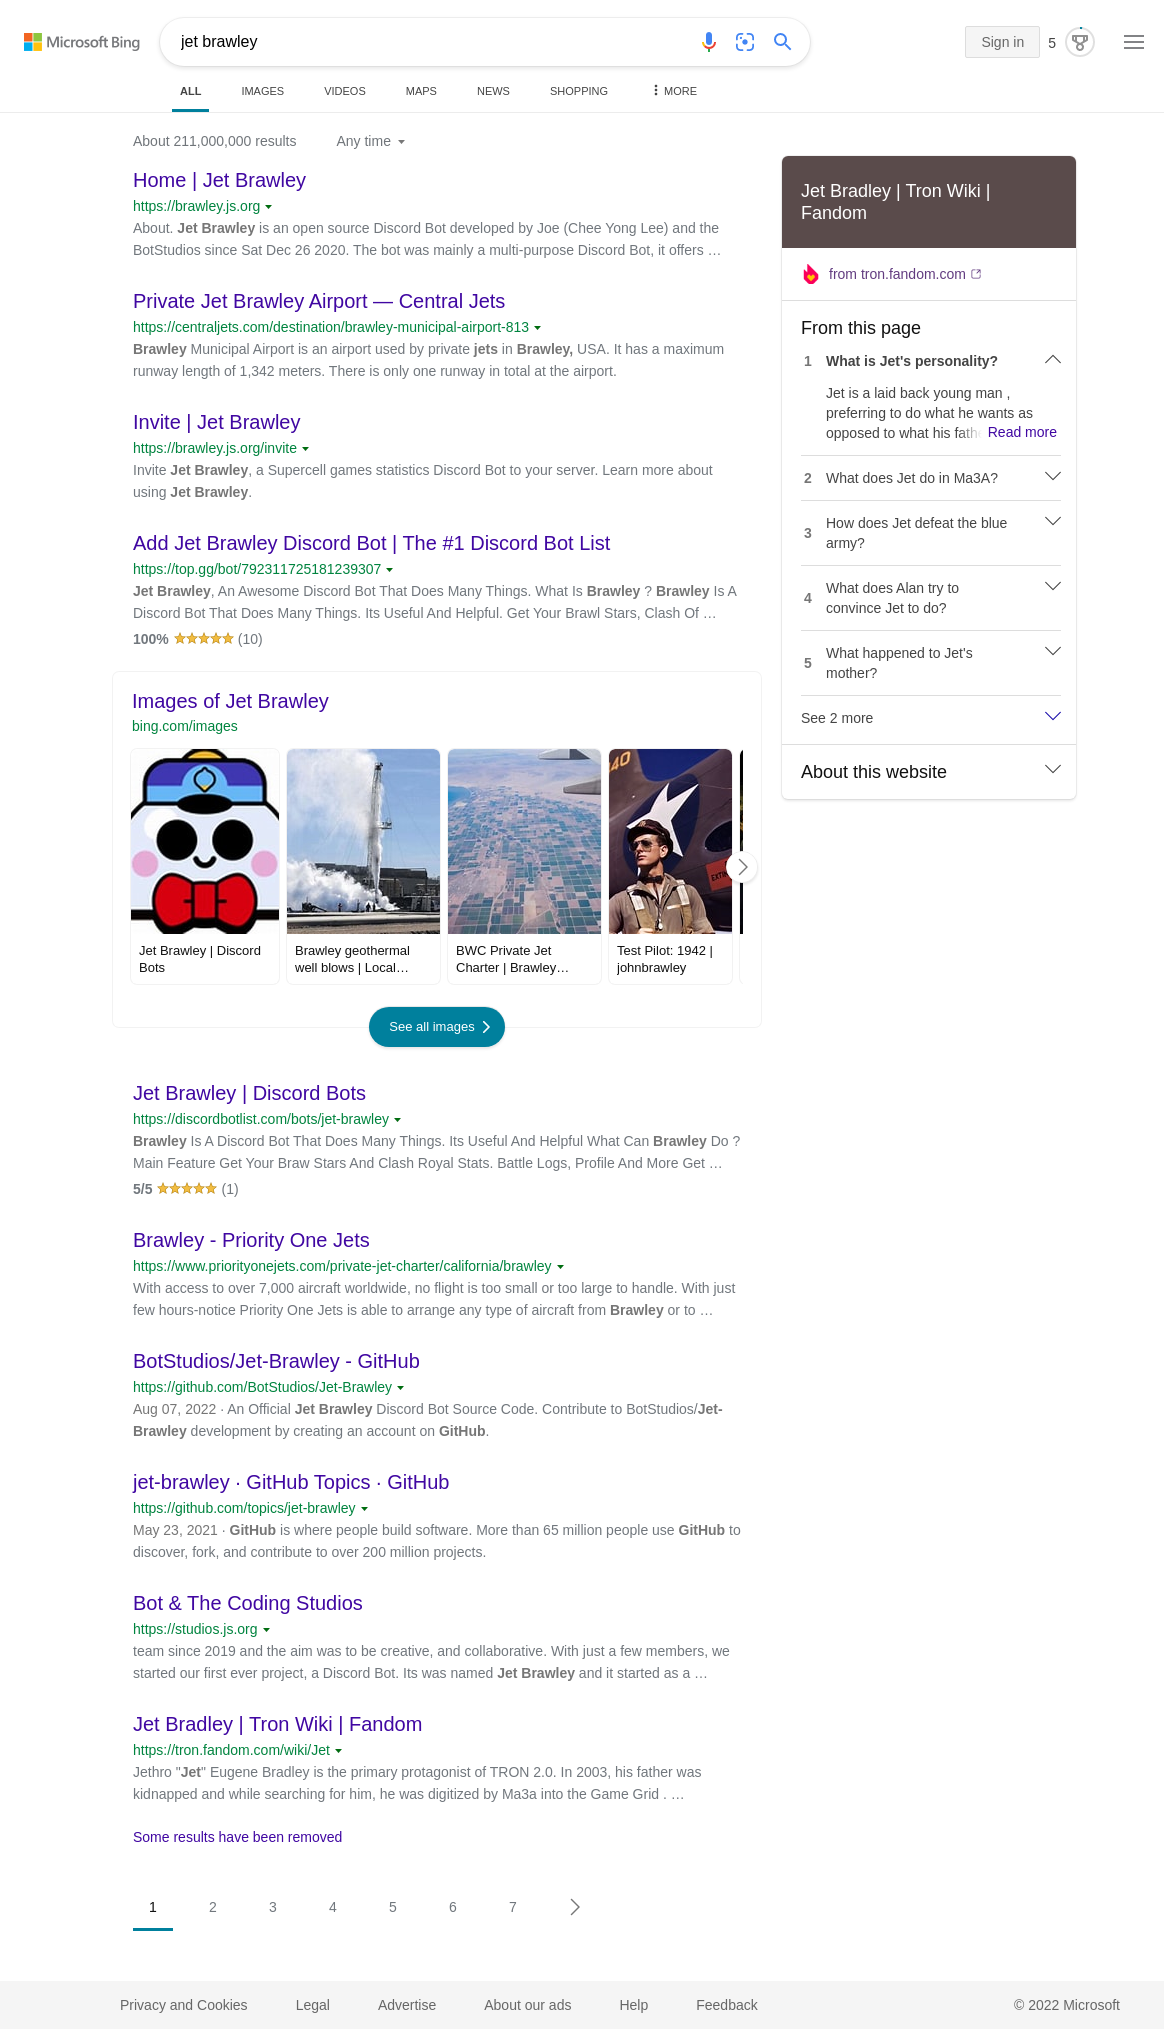 Microsoft Bing
jet brawley
Sign in
5
ALL
IMAGES
VIDEOS
MAPS
NEWS
SHOPPING
MORE
About 211,000,000 results
Any time
Home | Jet Brawley
https://brawley.js.org
About. Jet Brawley is an open source Discord Bot developed by Joe (Chee Yong Lee) and the
BotStudios since Sat Dec 26 2020. The bot was mainly a multi-purpose Discord Bot, it offers …
Private Jet Brawley Airport — Central Jets
https://centraljets.com/destination/brawley-municipal-airport-813
Brawley Municipal Airport is an airport used by private jets in Brawley, USA. It has a maximum
runway length of 1,342 meters. There is only one runway in total at the airport.
Invite | Jet Brawley
https://brawley.js.org/invite
Invite Jet Brawley, a Supercell games statistics Discord Bot to your server. Learn more about
using Jet Brawley.
Add Jet Brawley Discord Bot | The #1 Discord Bot List
https://top.gg/bot/792311725181239307
Jet Brawley, An Awesome Discord Bot That Does Many Things. What Is Brawley ? Brawley Is A
Discord Bot That Does Many Things. Its Useful And Helpful. Get Your Brawl Stars, Clash Of …
100% (10)
Images of Jet Brawley
bing.com/images
40
Jet Brawley | Discord
Bots
Brawley geothermal
well blows | Local…
BWC Private Jet
Charter | Brawley…
Test Pilot: 1942 |
johnbrawley
See all images
Jet Brawley | Discord Bots
https://discordbotlist.com/bots/jet-brawley
Brawley Is A Discord Bot That Does Many Things. Its Useful And Helpful What Can Brawley Do ?
Main Feature Get Your Braw Stars And Clash Royal Stats. Battle Logs, Profile And More Get …
5/5 (1)
Brawley - Priority One Jets
https://www.priorityonejets.com/private-jet-charter/california/brawley
With access to over 7,000 aircraft worldwide, no flight is too small or too large to handle. With just
few hours-notice Priority One Jets is able to arrange any type of aircraft from Brawley or to …
BotStudios/Jet-Brawley - GitHub
https://github.com/BotStudios/Jet-Brawley
Aug 07, 2022 · An Official Jet Brawley Discord Bot Source Code. Contribute to BotStudios/Jet-
Brawley development by creating an account on GitHub.
jet-brawley · GitHub Topics · GitHub
https://github.com/topics/jet-brawley
May 23, 2021 · GitHub is where people build software. More than 65 million people use GitHub to
discover, fork, and contribute to over 200 million projects.
Bot & The Coding Studios
https://studios.js.org
team since 2019 and the aim was to be creative, and collaborative. With just a few members, we
started our first ever project, a Discord Bot. Its was named Jet Brawley and it started as a …
Jet Bradley | Tron Wiki | Fandom
https://tron.fandom.com/wiki/Jet
Jethro "Jet" Eugene Bradley is the primary protagonist of TRON 2.0. In 2003, his father was
kidnapped and while searching for him, he was digitized by Ma3a into the Game Grid . …
Some results have been removed
1 2 3 4 5 6 7
Jet Bradley | Tron Wiki |
Fandom
from tron.fandom.com
From this page
1 What is Jet's personality?
Jet is a laid back young man ,
preferring to do what he wants as
opposed to what his fath Read more
2 What does Jet do in Ma3A?
3 How does Jet defeat the blue
army?
4 What does Alan try to
convince Jet to do?
5 What happened to Jet's
mother?
See 2 more
About this website
Privacy and Cookies
Legal
Advertise
About our ads
Help
Feedback
© 2022 Microsoft